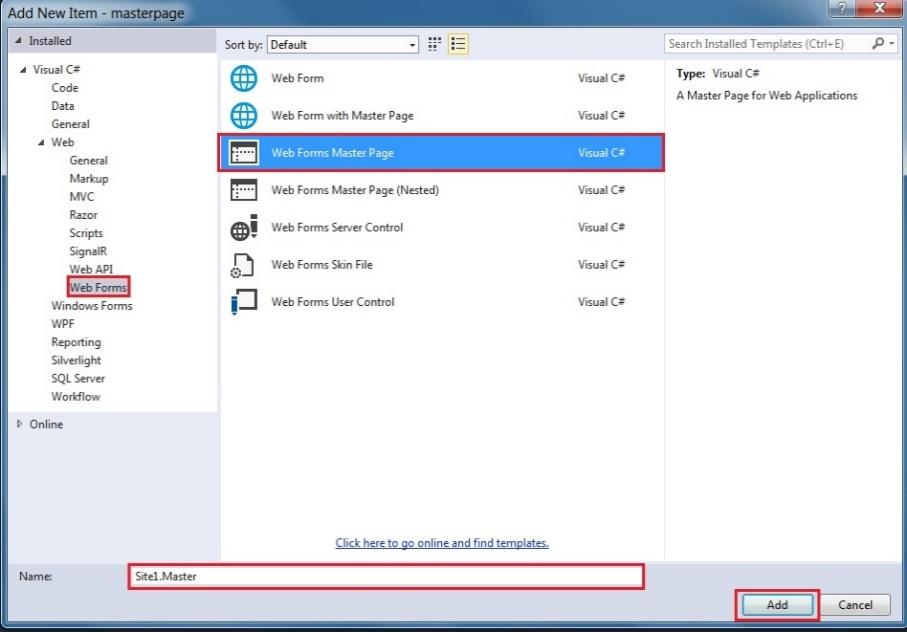 Add New Item - masterpage
Installed
Sort by: Default
Search Installed Templates (Ctrl+E)
Visual C#
Code
Data
General
Web
General
Markup
MVC
Razor
Scripts
SignalR
Web API
Web Forms
Windows Forms
WPF
Reporting
Silverlight
SQL Server
Workflow
Online
Web Form Visual C#
Web Form with Master Page Visual C#
Web Forms Master Page Visual C#
Web Forms Master Page (Nested) Visual C#
Web Forms Server Control Visual C#
Web Forms Skin File Visual C#
Web Forms User Control Visual C#
Type: Visual C#
A Master Page for Web Applications
Click here to go online and find templates.
Name: Site1.Master
Add Cancel